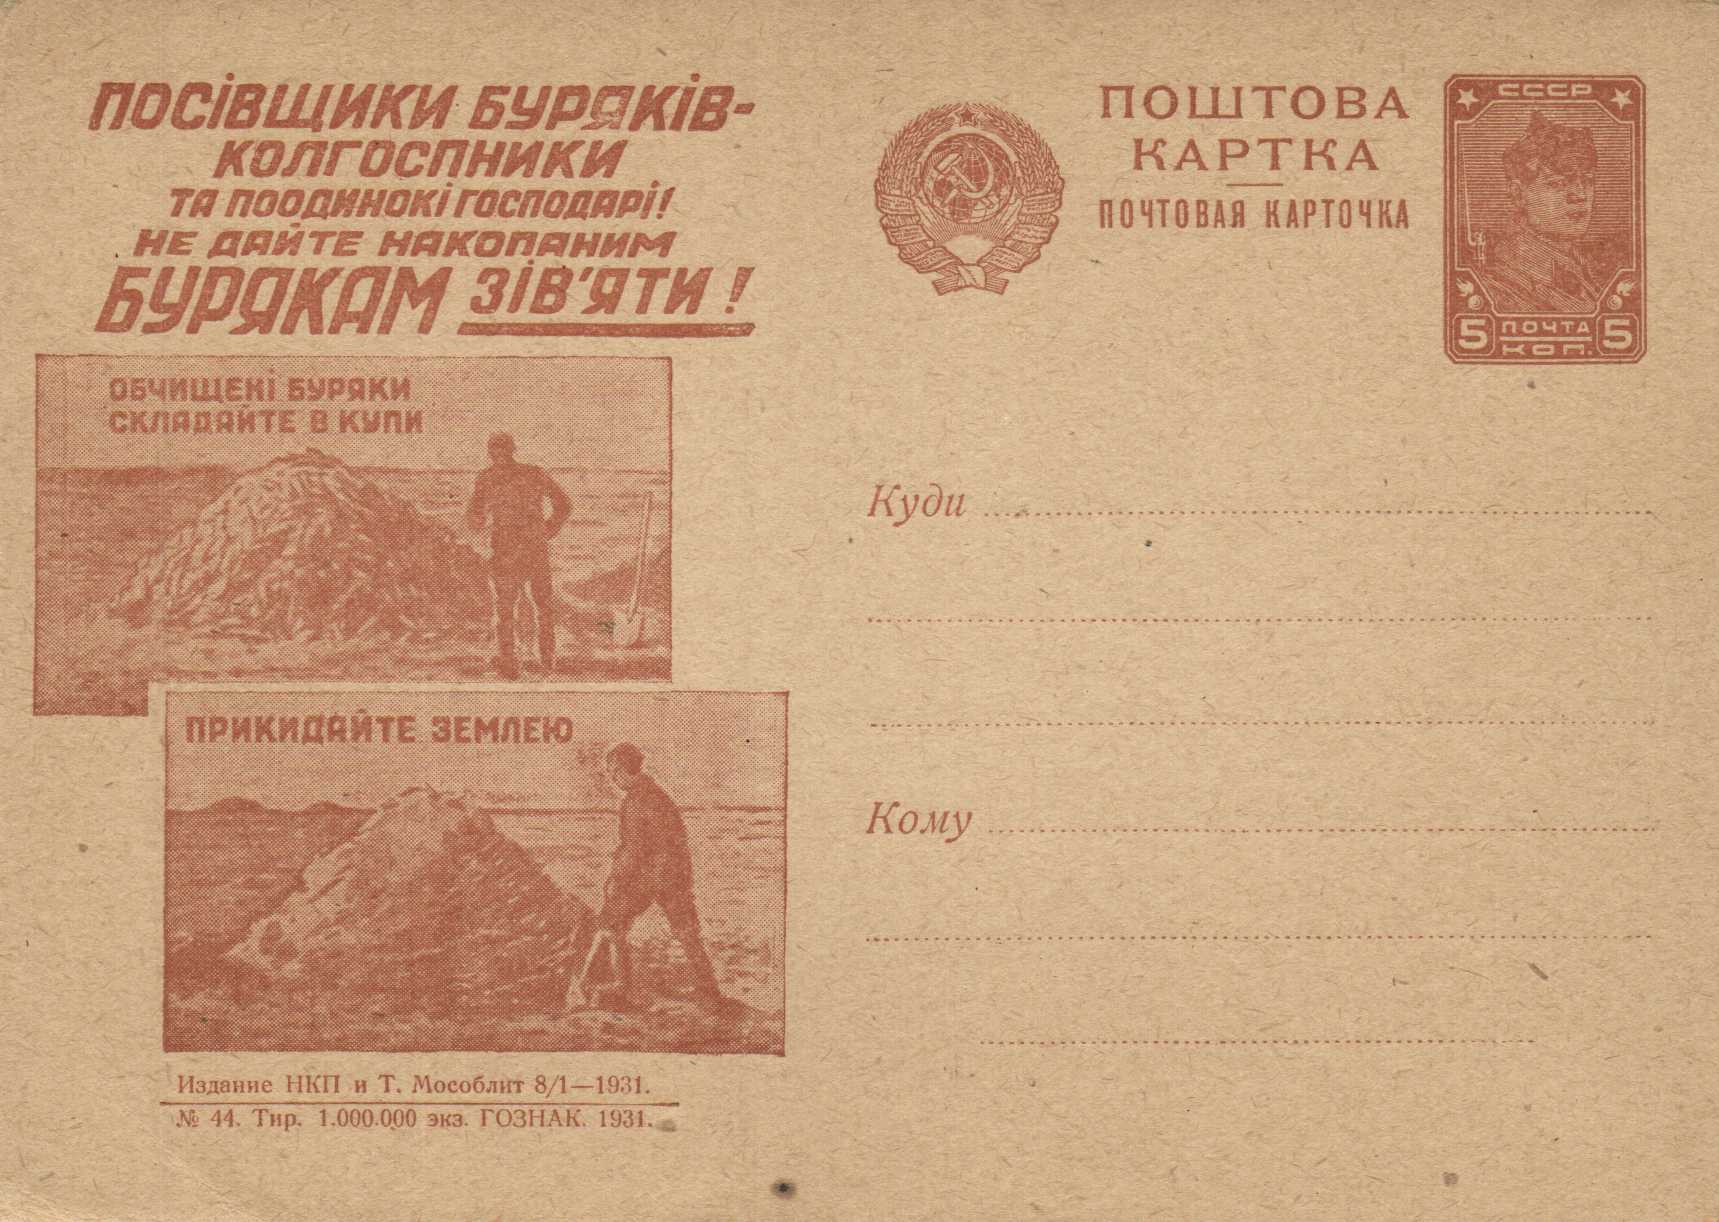 ПОСІВЩИКИ БУРЯКІВ-
КОЛГОСПНИКИ
ТА ПООДИНОКІ ГОСПОДАРІ!
НЕ ДАЙТЕ НАКОПАНИМ
БУРЯКАМ ЗІВ'ЯТИ!
ОБЧИЩЕНІ БУРЯКИ
СКЛАДАЙТЕ В КУПИ
ПРИКИДАЙТЕ ЗЕМЛЕЮ
Издание НКП и Т. Мособлит 8/1—1931.
№ 44. Тир. 1.000.000 экз. ГОЗНАК. 1931.
ПОШТОВА
КАРТКА
ПОЧТОВАЯ КАРТОЧКА
СССР
5 ПОЧТА 5
КОП.
Куди
Кому